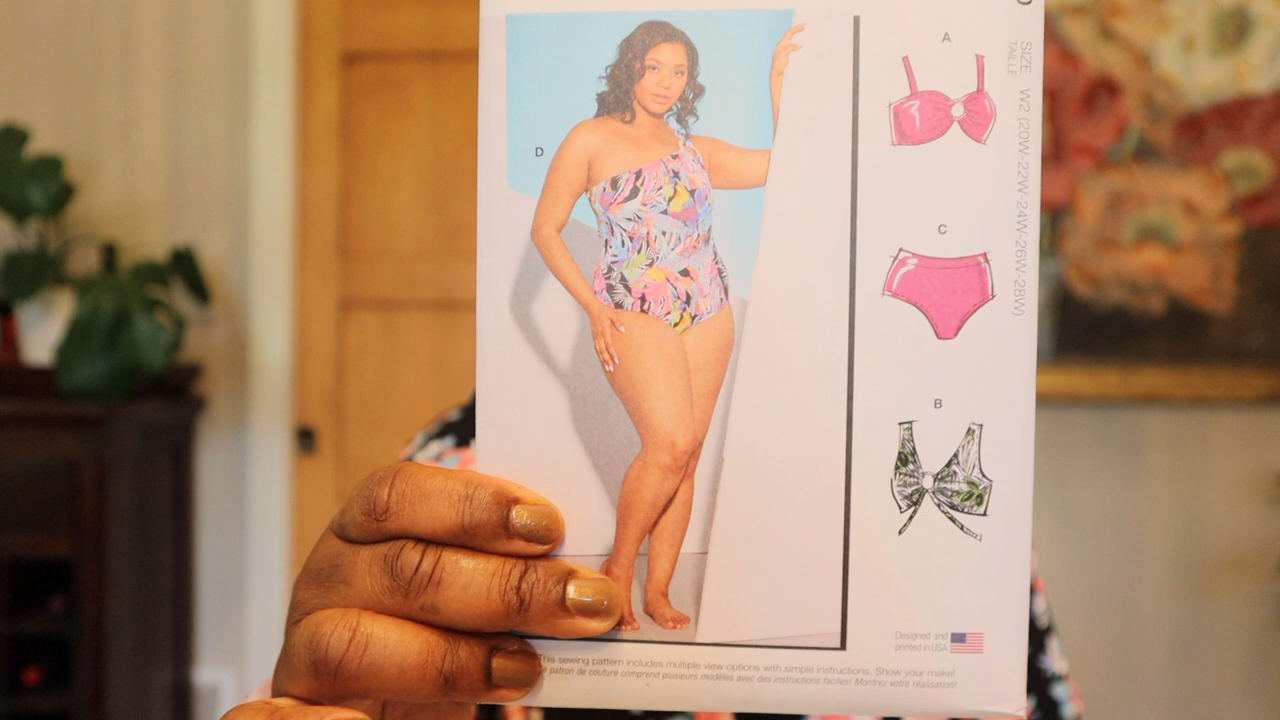 A
D
C
B
SIZE W2 (20W-22W-24W-26W-28W)
TAILLE
Designed and
printed in USA
This sewing pattern includes multiple view options with simple instructions. Show your make!
patron de couture comprend plusieurs modèles avec des instructions faciles! Montrez votre réalisation!